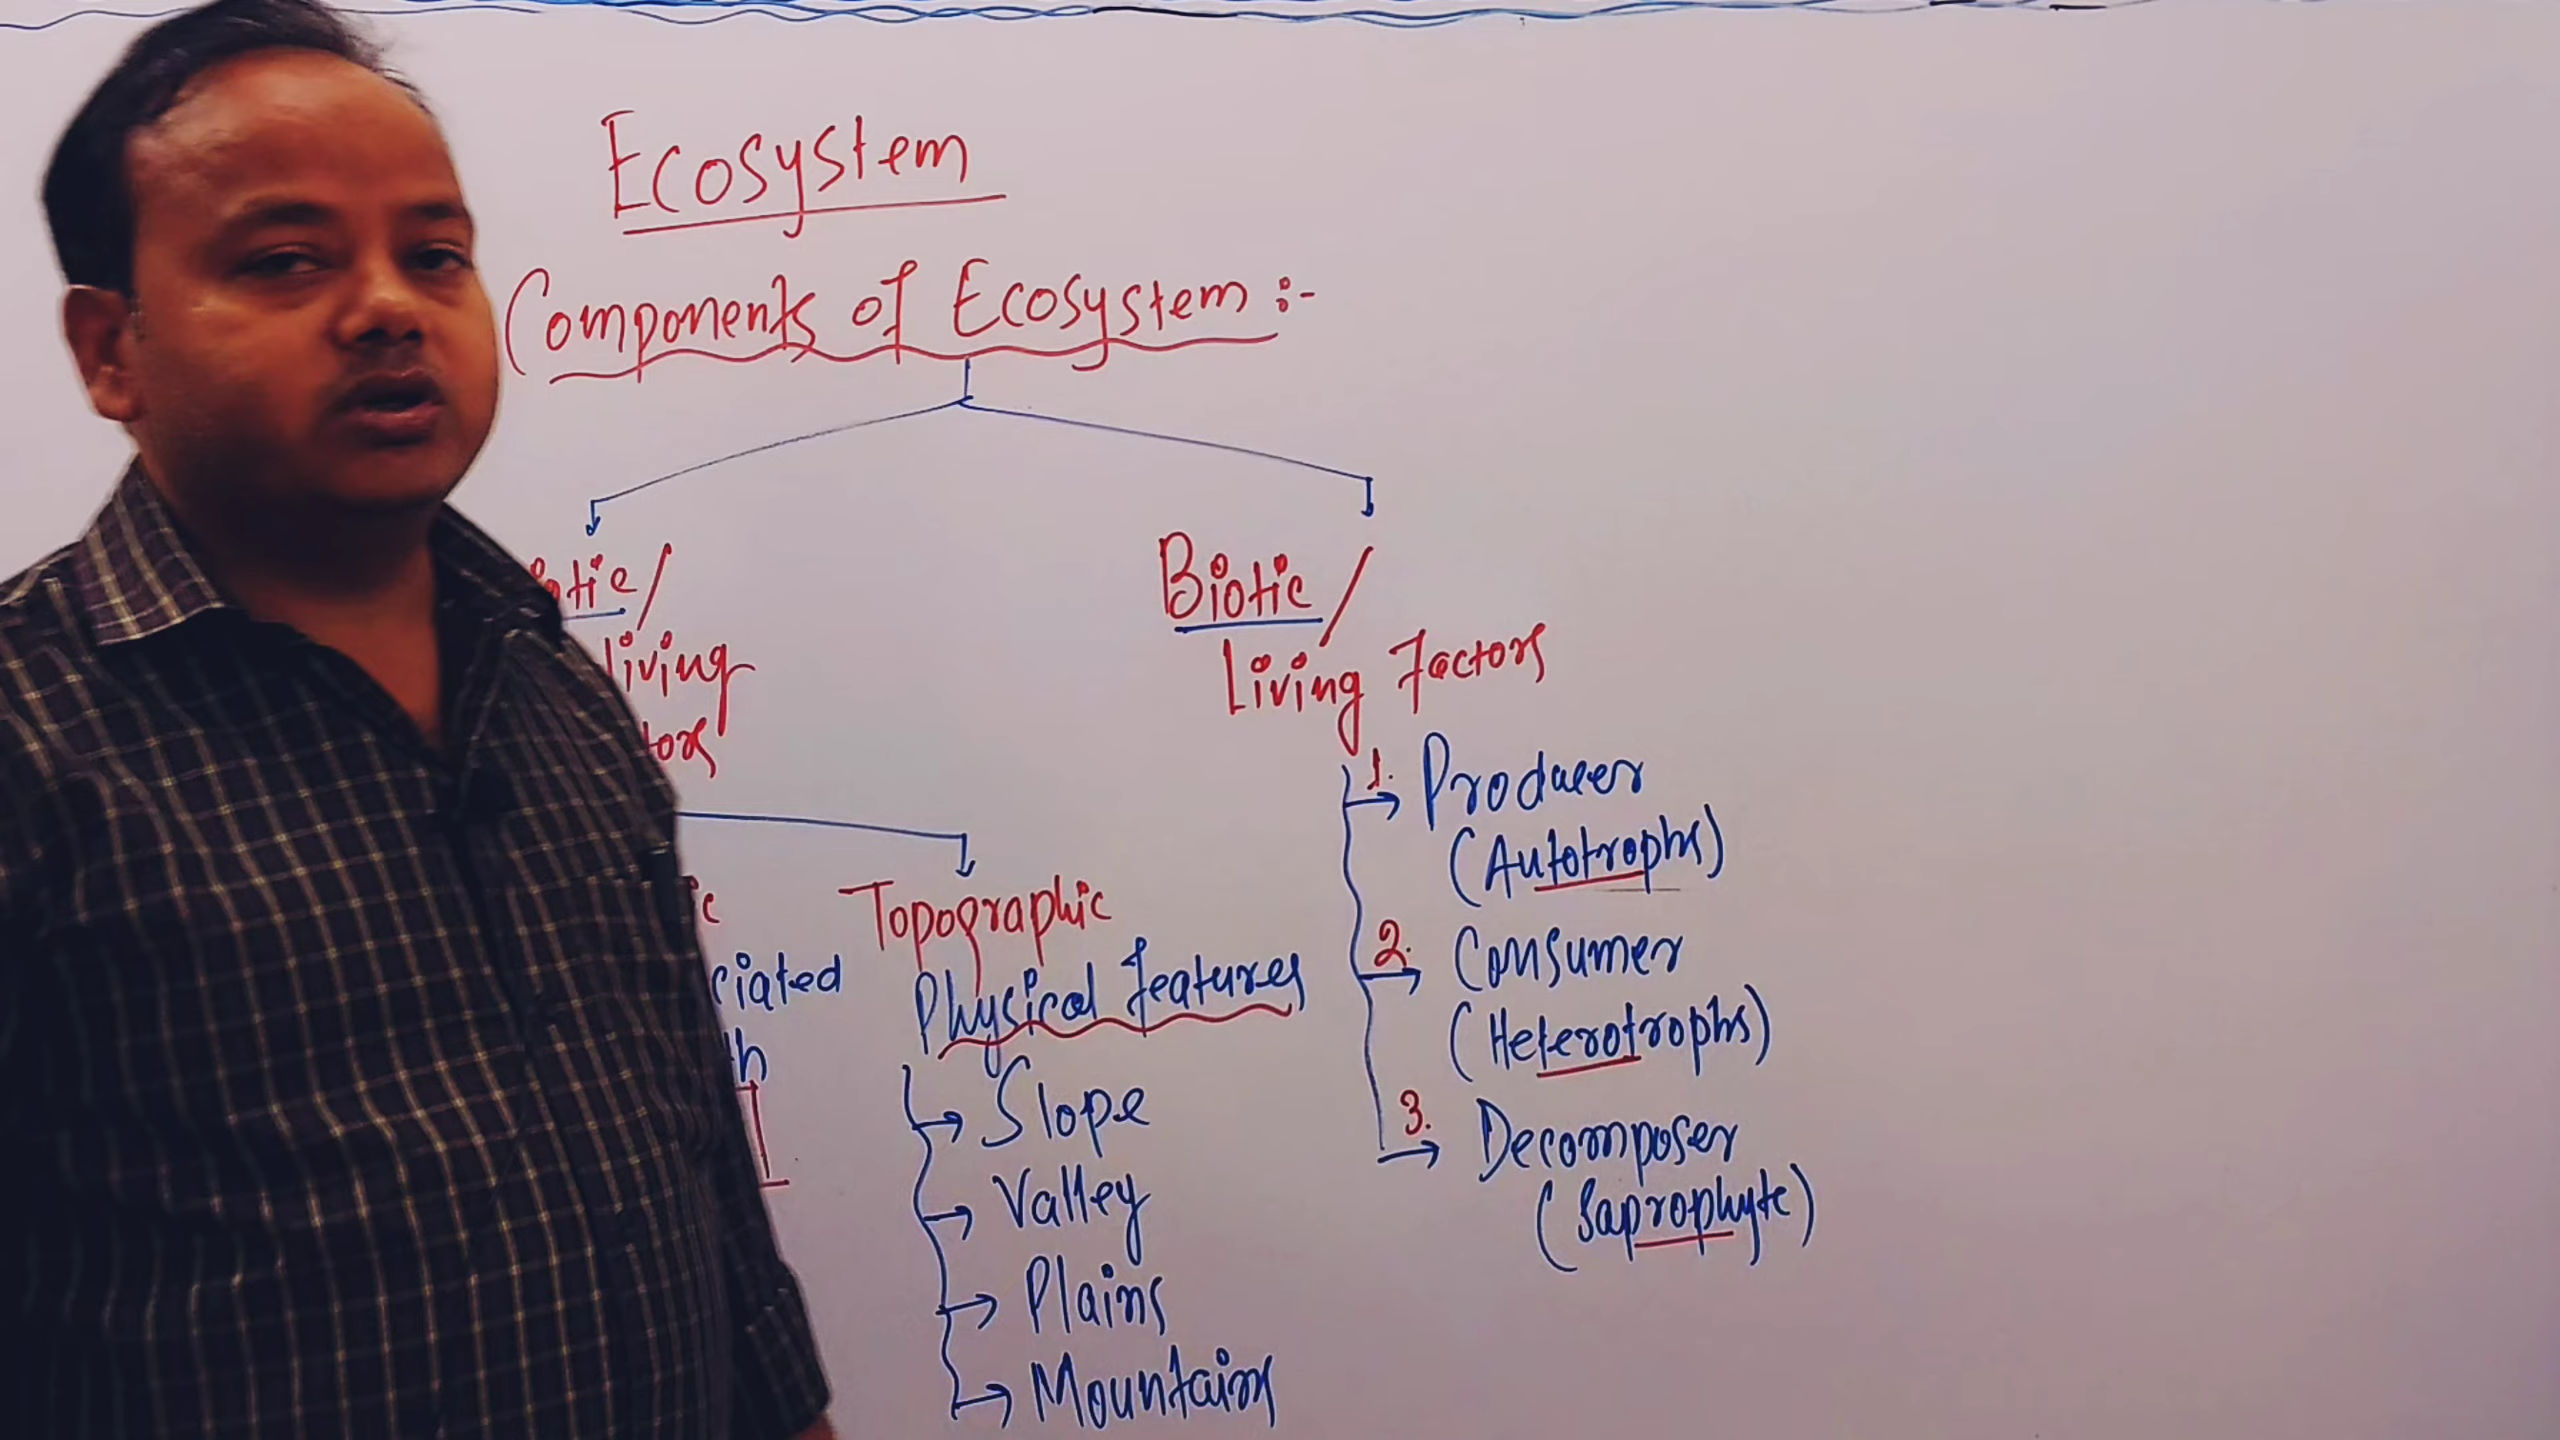 Ecosystem
Components of Ecosystem :-
living
Biotic /
Living Factors
1. Producer
(Autotrophs)
2. Consumer
(Heterotrophs)
3. Decomposer
(Saprophyte)
Topographic
Physical Features
Slope
Valley
Plains
Mountains